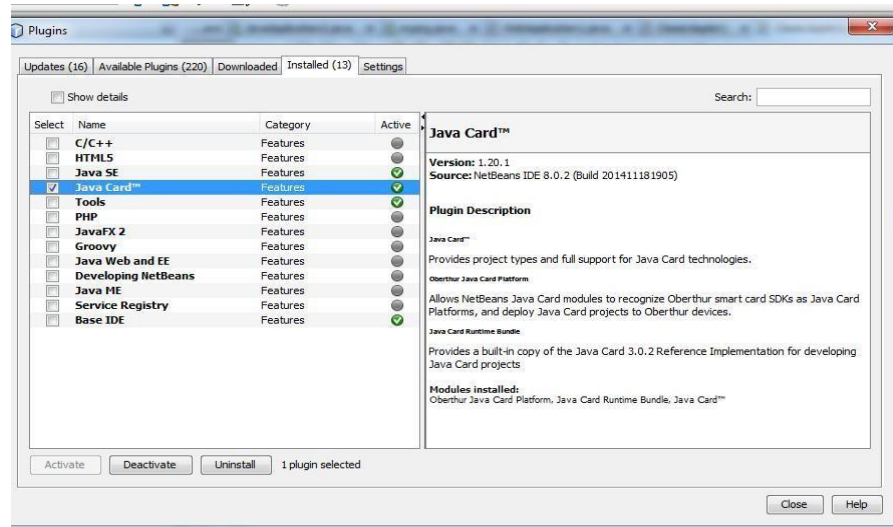 Plugins
Updates (16) Available Plugins (220) Downloaded Installed (13) Settings
Show details Search:
Select Name Category Active
C/C++ Features
HTML5 Features
Java SE Features
Java Card™ Features
Tools Features
PHP Features
JavaFX 2 Features
Groovy Features
Java Web and EE Features
Developing NetBeans Features
Java ME Features
Service Registry Features
Base IDE Features
Java Card™
Version: 1.20.1
Source: NetBeans IDE 8.0.2 (Build 201411181905)
Plugin Description
Java Card™
Provides project types and full support for Java Card technologies.
Oberthur Java Card Platform
Allows NetBeans Java Card modules to recognize Oberthur smart card SDKs as Java Card
Platforms, and deploy Java Card projects to Oberthur devices.
Java Card Runtime Bundle
Provides a built-in copy of the Java Card 3.0.2 Reference Implementation for developing
Java Card projects
Modules installed:
Oberthur Java Card Platform, Java Card Runtime Bundle, Java Card™
Activate Deactivate Uninstall 1 plugin selected
Close Help